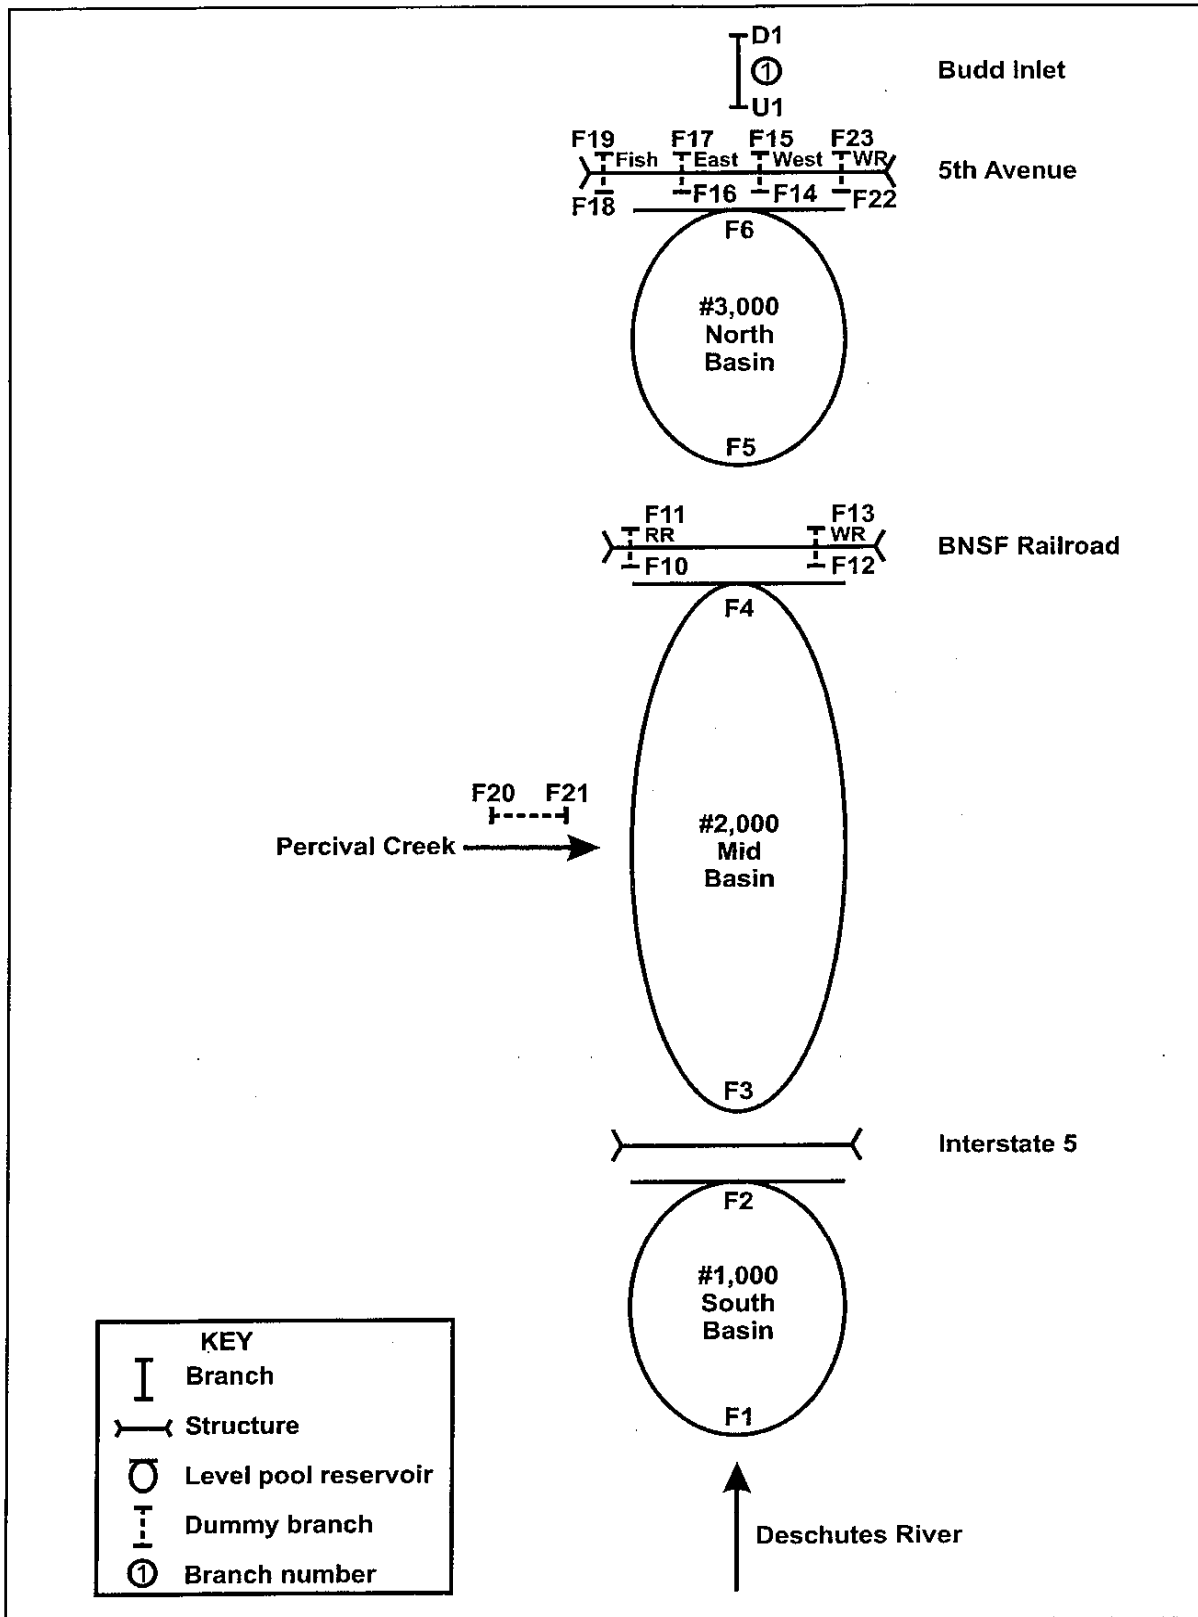 D1
1
Budd Inlet
U1
F19 F17 F15 F23
Fish East West WR
5th Avenue
F18 F16 F14 F22
F6
#3,000
North
Basin
F5
F11 F13
RR WR
BNSF Railroad
F10 F12
F4
F20 F21
Percival Creek
#2,000
Mid
Basin
F3
Interstate 5
F2
#1,000
South
Basin
F1
Deschutes River
KEY
Branch
Structure
Level pool reservoir
Dummy branch
1 Branch number